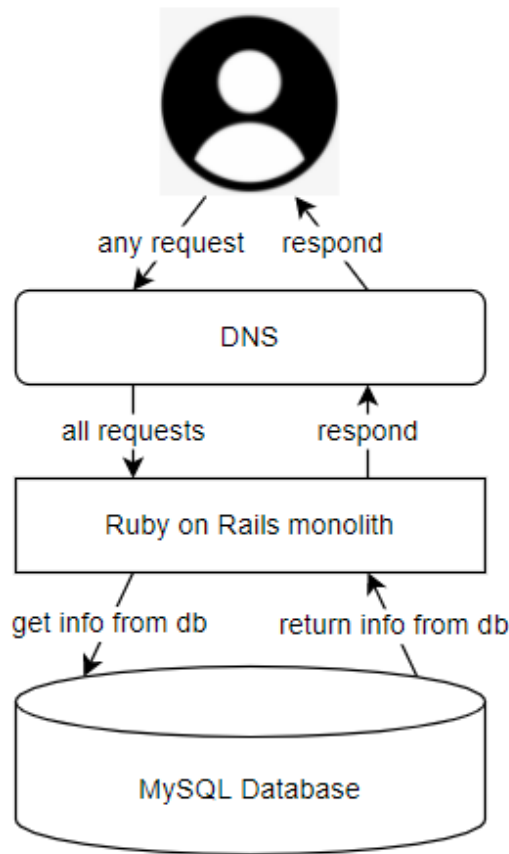 any request
respond
DNS
all requests
respond
Ruby on Rails monolith
get info from db
return info from db
MySQL Database